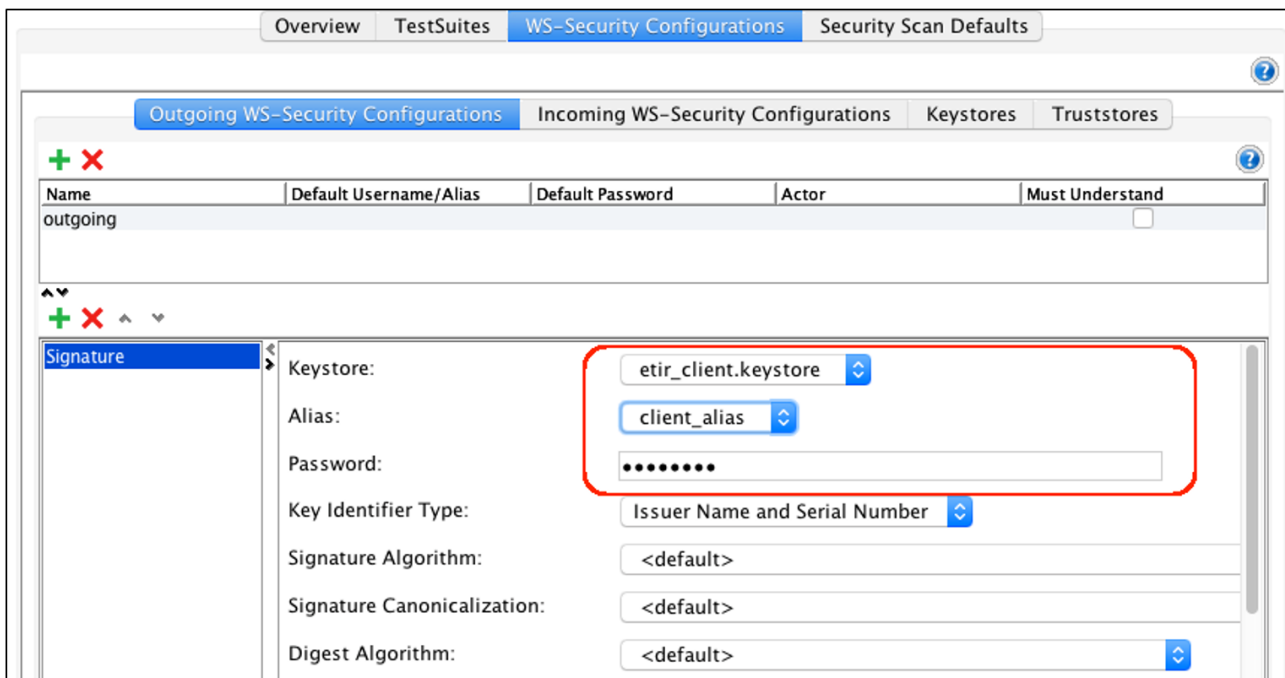 Overview TestSuites WS-Security Configurations Security Scan Defaults
Outgoing WS-Security Configurations Incoming WS-Security Configurations Keystores Truststores
Name Default Username/Alias Default Password Actor Must Understand
outgoing
Signature
Keystore: etir_client.keystore
Alias: client_alias
Password: ••••••••
Key Identifier Type: Issuer Name and Serial Number
Signature Algorithm: <default>
Signature Canonicalization: <default>
Digest Algorithm: <default>